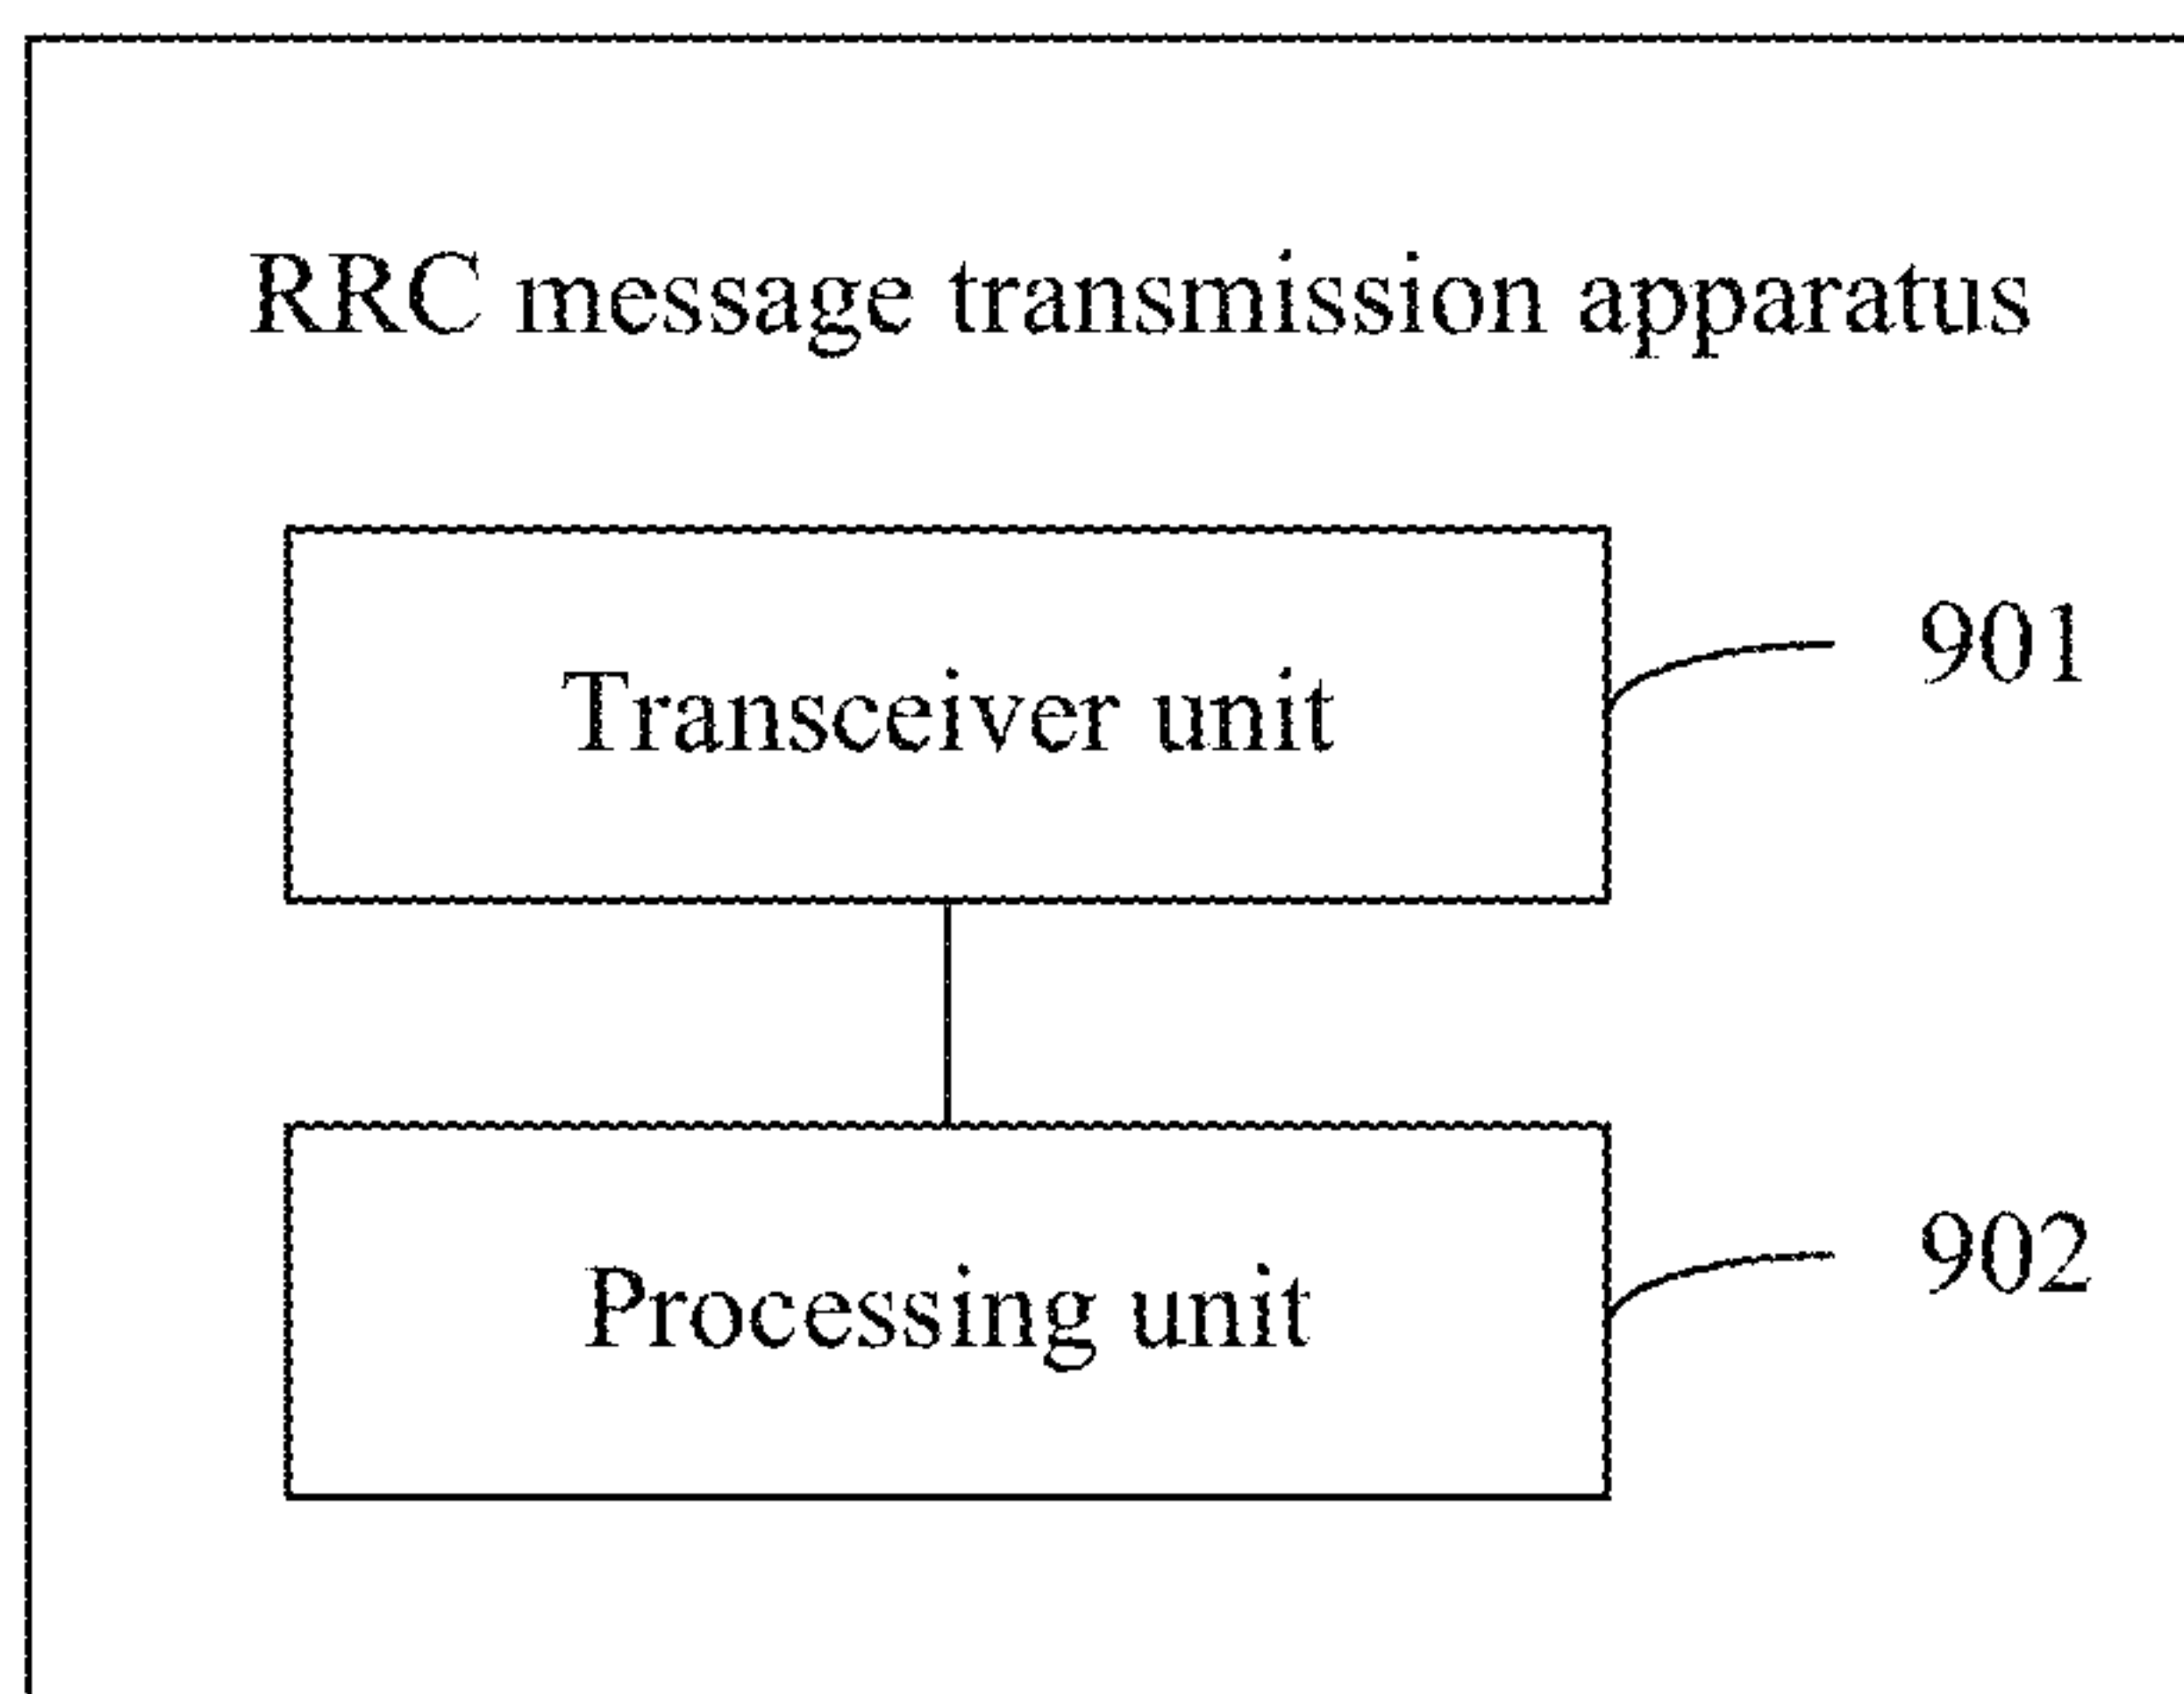 RRC message transmission apparatus
Transceiver unit
901
Processing unit
902